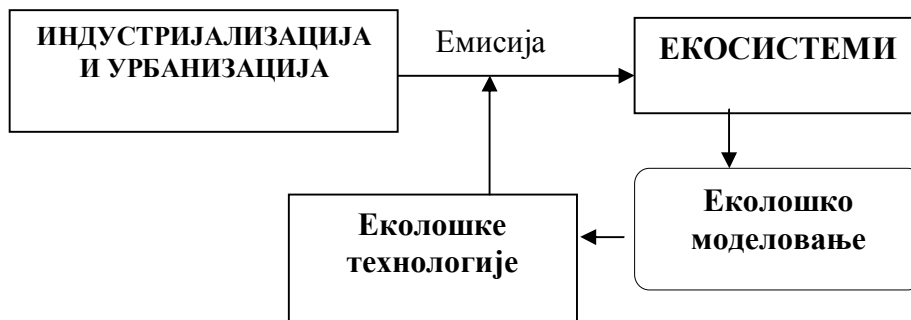 ИНДУСТРИЈАЛИЗАЦИЈА
И УРБАНИЗАЦИЈА
Емисија
ЕКОСИСТЕМИ
Еколошке
технологије
Еколошко
моделовање